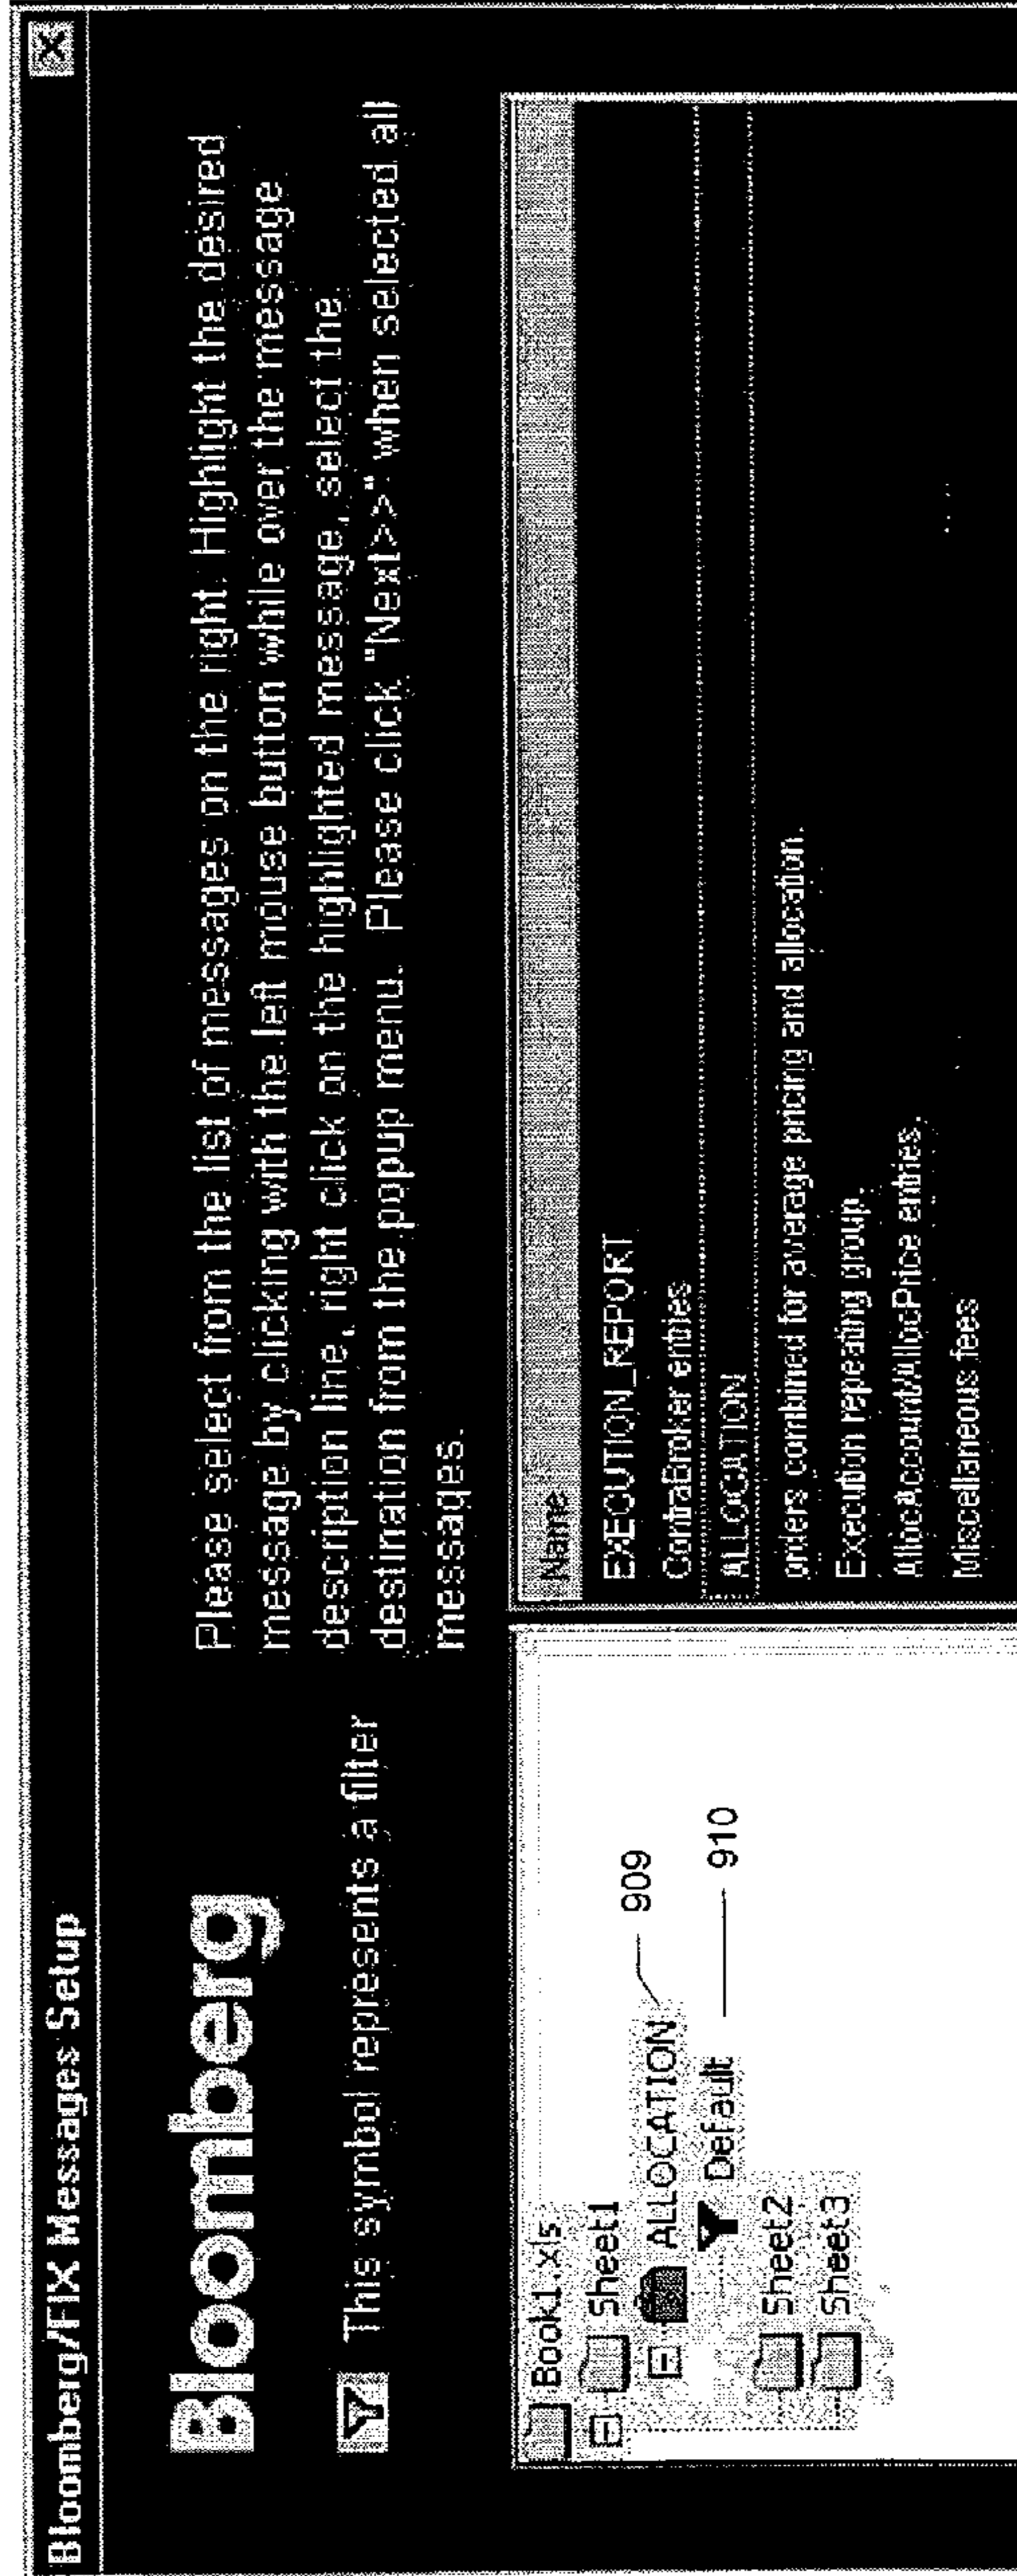 Bloomberg/FIX Messages Setup
Bloomberg
This symbol represents a filter
Please select from the list of messages on the right. Highlight the desired
message by clicking with the left mouse button while over the message
description line, right click on the highlighted message, select the
destination from the popup menu. Please click "Next>>" when selected all
messages.
Book1.xls
Sheet1
ALLOCATION
Default
Sheet2
Sheet3
909
910
Name
EXECUTION_REPORT
ContraBroker entries
ALLOCATION
orders combined for average pricing and allocation.
Execution repeating group.
AllocAccount/AllocPrice entries.
Miscellaneous fees